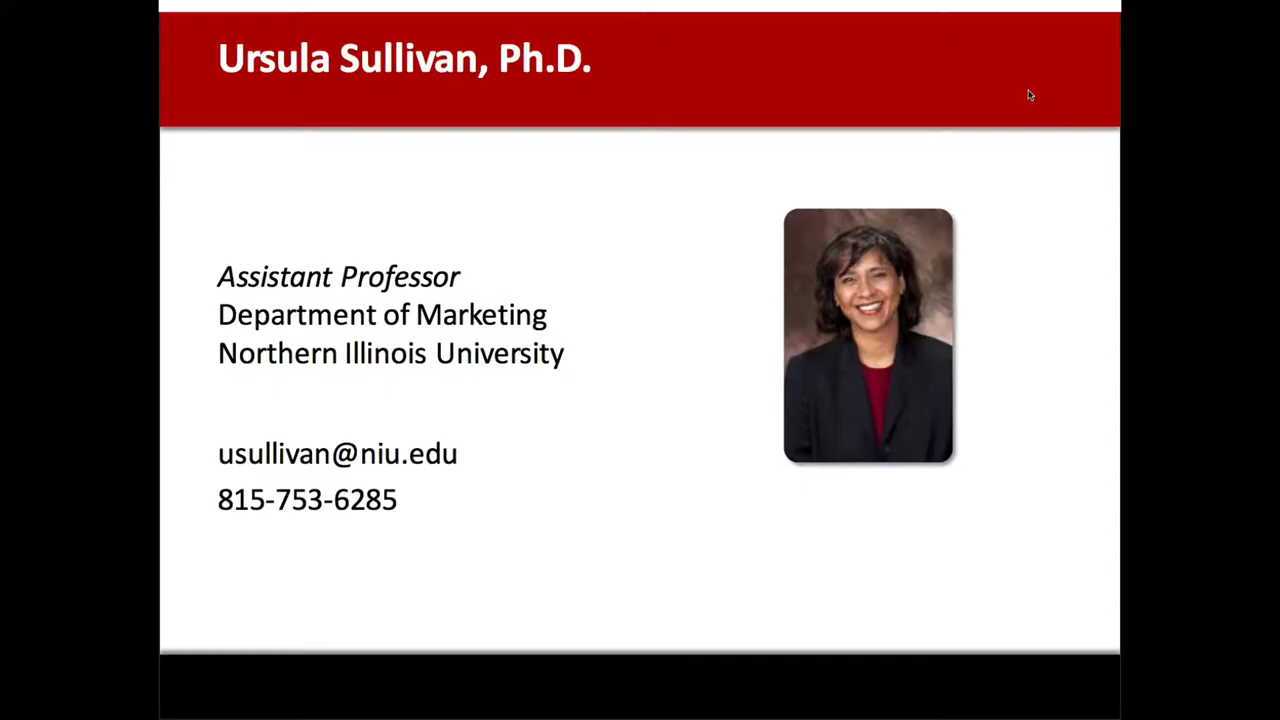 Ursula Sullivan, Ph.D.
Assistant Professor
Department of Marketing
Northern Illinois University
usullivan@niu.edu
815-753-6285